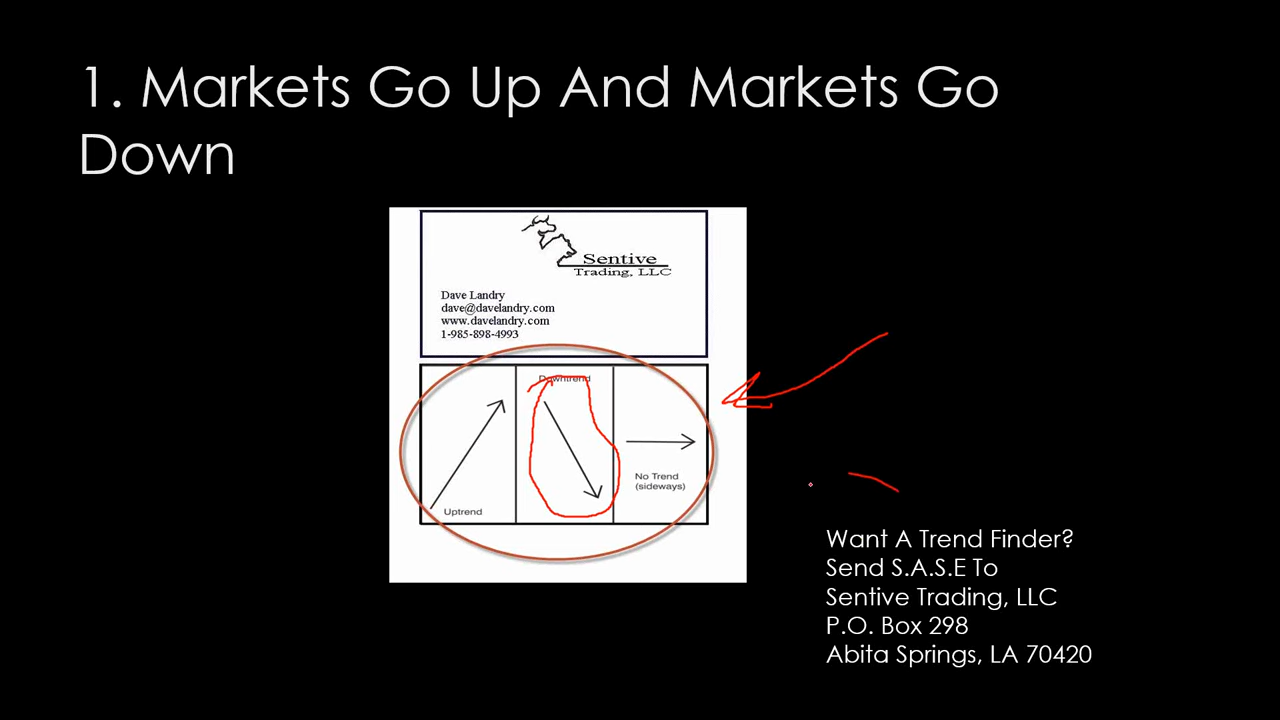 1. Markets Go Up And Markets Go
Down
Sentive
Trading, LLC
Dave Landry
dave@davelandry.com
www.davelandry.com
1-985-898-4993
Downtrend
No Trend
(sideways)
Uptrend
Want A Trend Finder?
Send S.A.S.E To
Sentive Trading, LLC
P.O. Box 298
Abita Springs, LA 70420